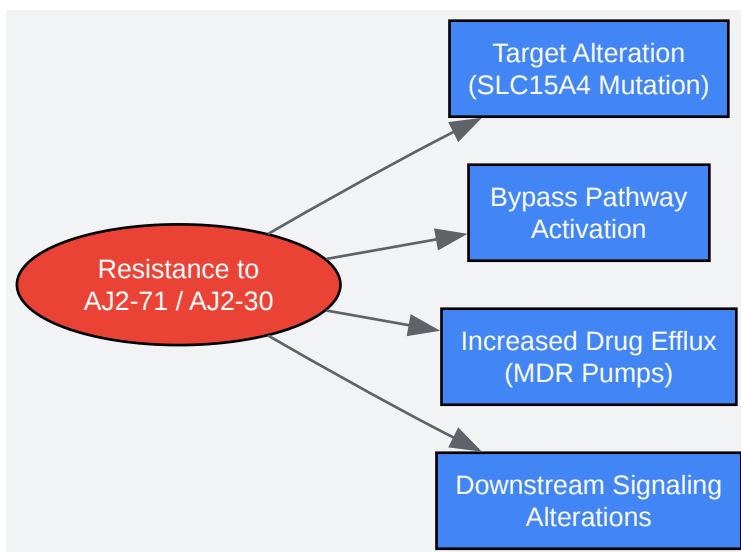 Target Alteration
(SLC15A4 Mutation)
Bypass Pathway
Activation
Resistance to
AJ2-71 / AJ2-30
Increased Drug Efflux
(MDR Pumps)
Downstream Signaling
Alterations